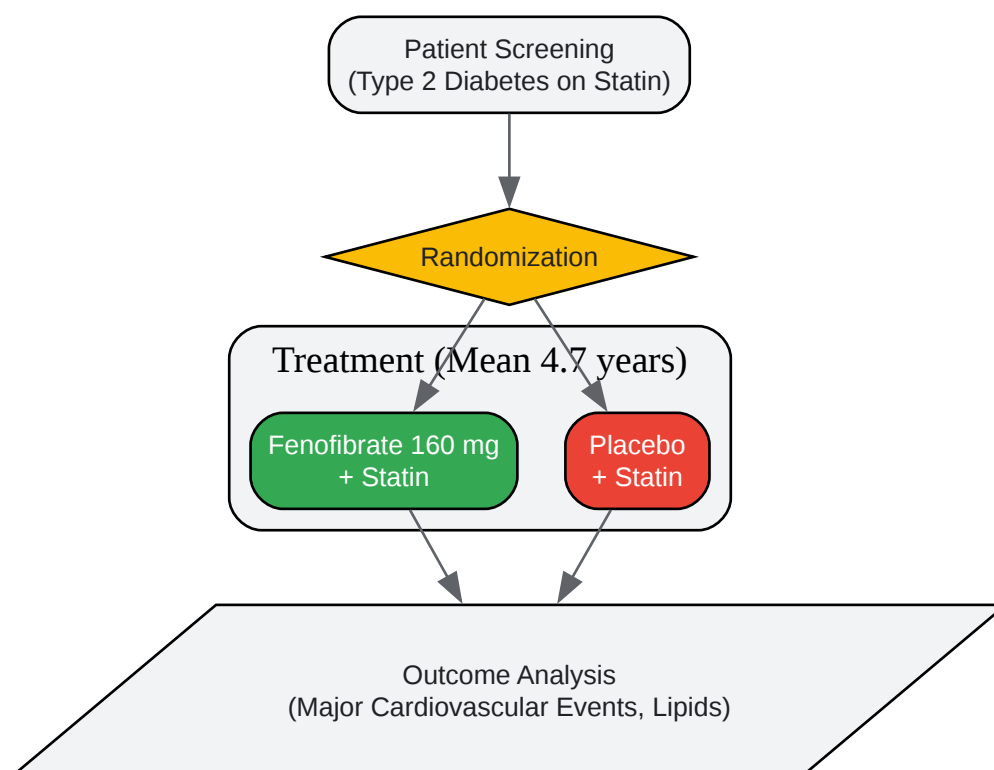 Patient Screening
(Type 2 Diabetes on Statin)
Randomization
Treatment (Mean 4.7 years)
Fenofibrate 160 mg
+ Statin
Placebo
+ Statin
Outcome Analysis
(Major Cardiovascular Events, Lipids)